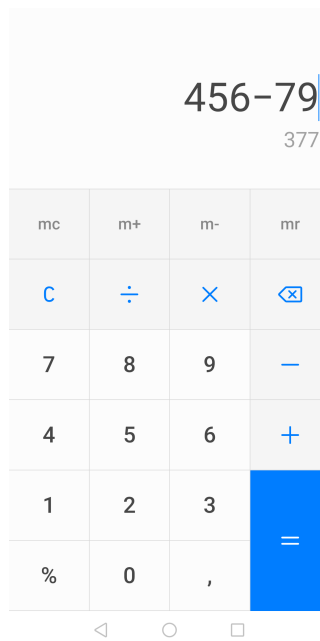 456−79
377
mc m+ m- mr
C ÷ ×
7 8 9 −
4 5 6 +
1 2 3
% 0 , =